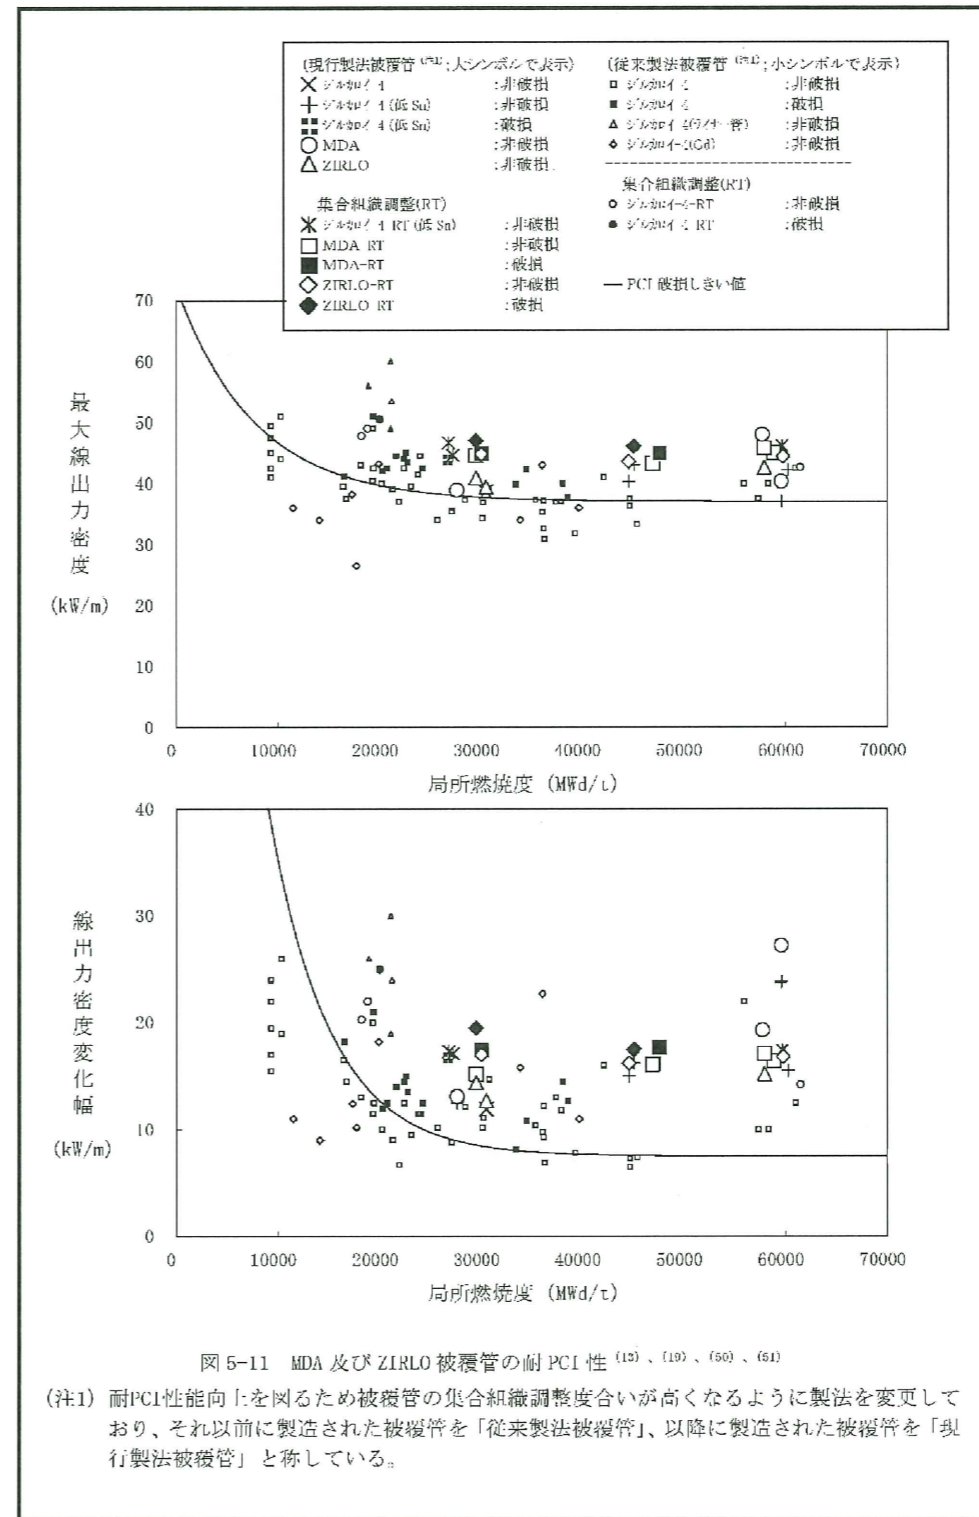 (現行製法被覆管(注1);大シンボルで表示)
× ジルカロイ-4 :非破損
+ ジルカロイ-4(低Sn) :非破損
ジルカロイ-4(低Sn) :破損
○ MDA :非破損
△ ZIRLO :非破損
集合組織調整(RT)
ジルカロイ-4-RT(低Sn) :非破損
□ MDA-RT :非破損
■ MDA-RT :破損
◇ ZIRLO-RT :非破損
◆ ZIRLO-RT :破損
(従来製法被覆管(注1);小シンボルで表示)
□ ジルカロイ-4 :非破損
■ ジルカロイ-4 :破損
△ ジルカロイ-4(ライナー管) :非破損
◇ ジルカロイ-4(Gd) :非破損
集合組織調整(RT)
○ ジルカロイ-4-RT :非破損
● ジルカロイ-4-RT :破損
― PCI破損しきい値
最大線出力密度
(kW/m)
70
60
50
40
30
20
10
0
0 10000 20000 30000 40000 50000 60000 70000
局所燃焼度 (MWd/t)
線出力密度変化幅
(kW/m)
40
30
20
10
0
0 10000 20000 30000 40000 50000 60000 70000
局所燃焼度 (MWd/t)
図 5-11 MDA 及び ZIRLO 被覆管の耐 PCI 性 (13)、(19)、(50)、(51)
(注1) 耐PCI性能向上を図るため被覆管の集合組織調整度合いが高くなるように製法を変更して
おり、それ以前に製造された被覆管を「従来製法被覆管」、以降に製造された被覆管を「現
行製法被覆管」と称している。